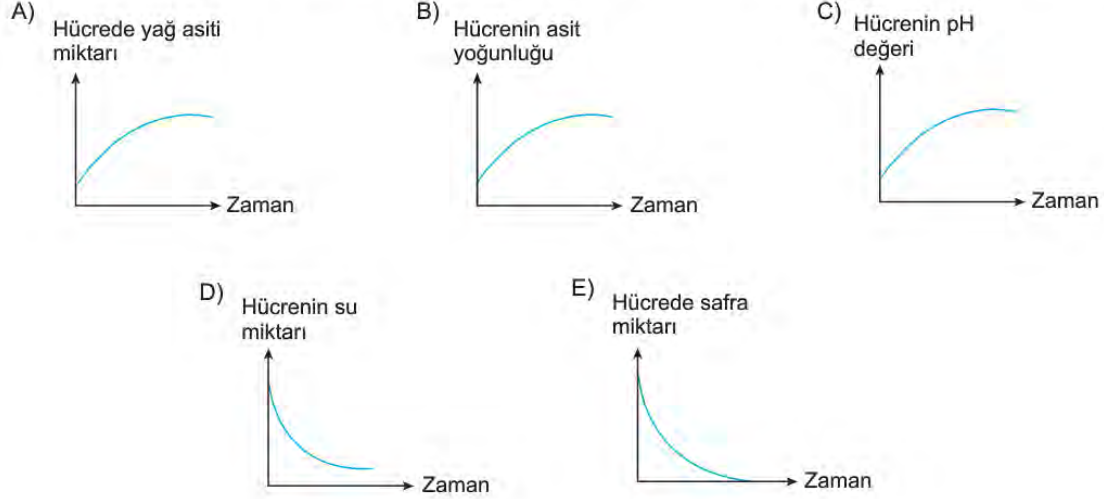 A)
Hücrede yağ asiti
miktarı
Zaman
B)
Hücrenin asit
yoğunluğu
Zaman
C)
Hücrenin pH
değeri
Zaman
D)
Hücrenin su
miktarı
Zaman
E)
Hücrede safra
miktarı
Zaman